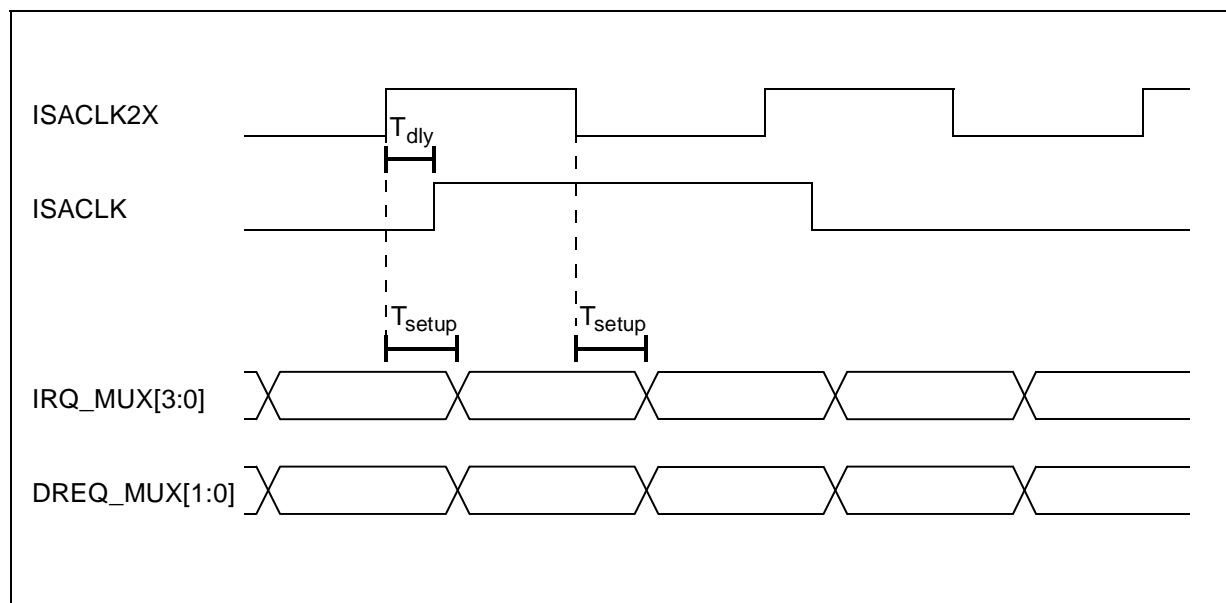 ISACLK2X
T_dly
ISACLK
T_setup T_setup
IRQ_MUX[3:0]
DREQ_MUX[1:0]